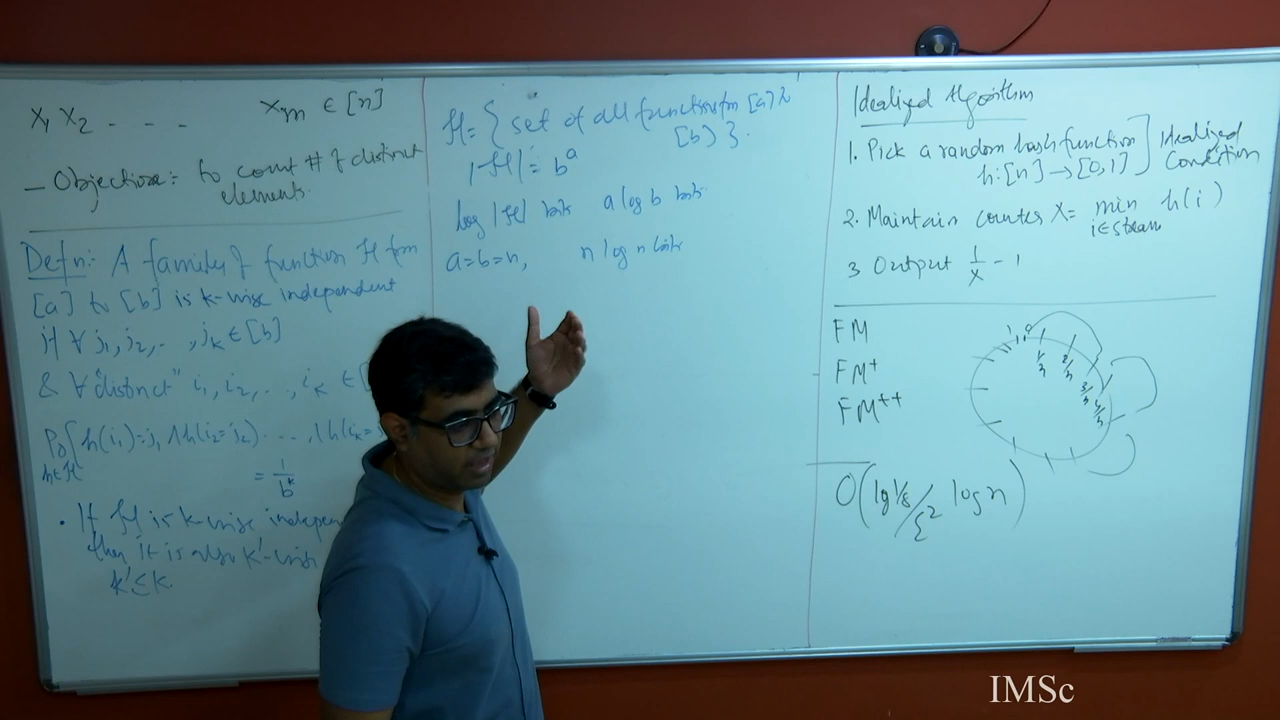 X₁ X₂ - - - Xm ∈ [n]
- Objective: to count # of distinct
elements.
Defn: A family of function H from
[a] to [b] is k-wise independent
if ∀ j₁, j₂, . . , jk ∈ [b]
& ∀ "distinct" i₁, i₂, . . , ik ∈
h(i₁)=j₁ ∧ h(i₂=j₂) . . . , ∧ h(ik=
h∈H
= 1/b^k
· If H is k-wise
then it is also k'-wise
k' ≤ k
H = { set of all functions from [a] to
[b] }.
|H| = b^a
log |H| bits a log b bits
a=b=n, n log n bits
Idealized Algorithm
1. Pick a random hash function
h: [n] → [0,1]
Idealized
Condition
2. Maintain counter X = min h(i)
i∈stream
3 Output 1/X - 1
FM
FM+
FM++
0 1/n 2/n 3/n 4/n
O(lg 1/δ / ε² log n)
IMSc